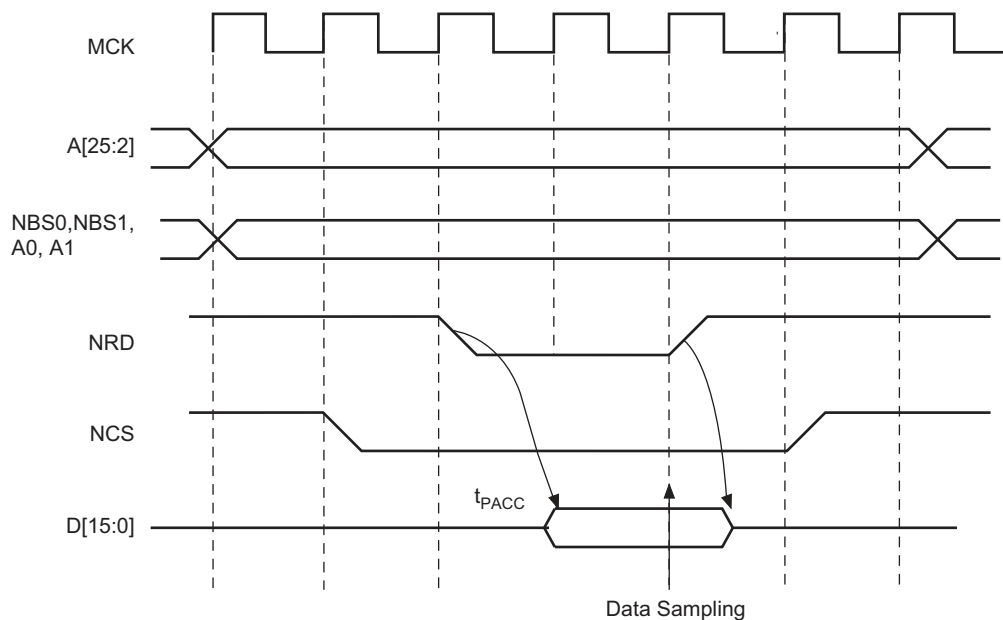 MCK
A[25:2]
NBS0,NBS1,
A0, A1
NRD
NCS
tPACC
D[15:0]
Data Sampling